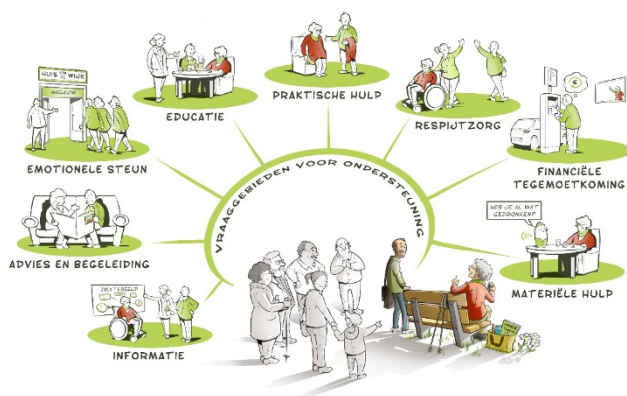 HUIS WIJK
EDUCATIE
PRAKTISCHE HULP
RESPIJTZORG
EMOTIONELE STEUN
FINANCIËLE
TEGEMOETKOMING
VRAAGGEBIEDEN VOOR ONDERSTEUNING
ADVIES EN BEGELEIDING
HEB JE AL WAT
GEDRONKEN?
MATERIËLE HULP
ZIEKTEBEELD
INFORMATIE